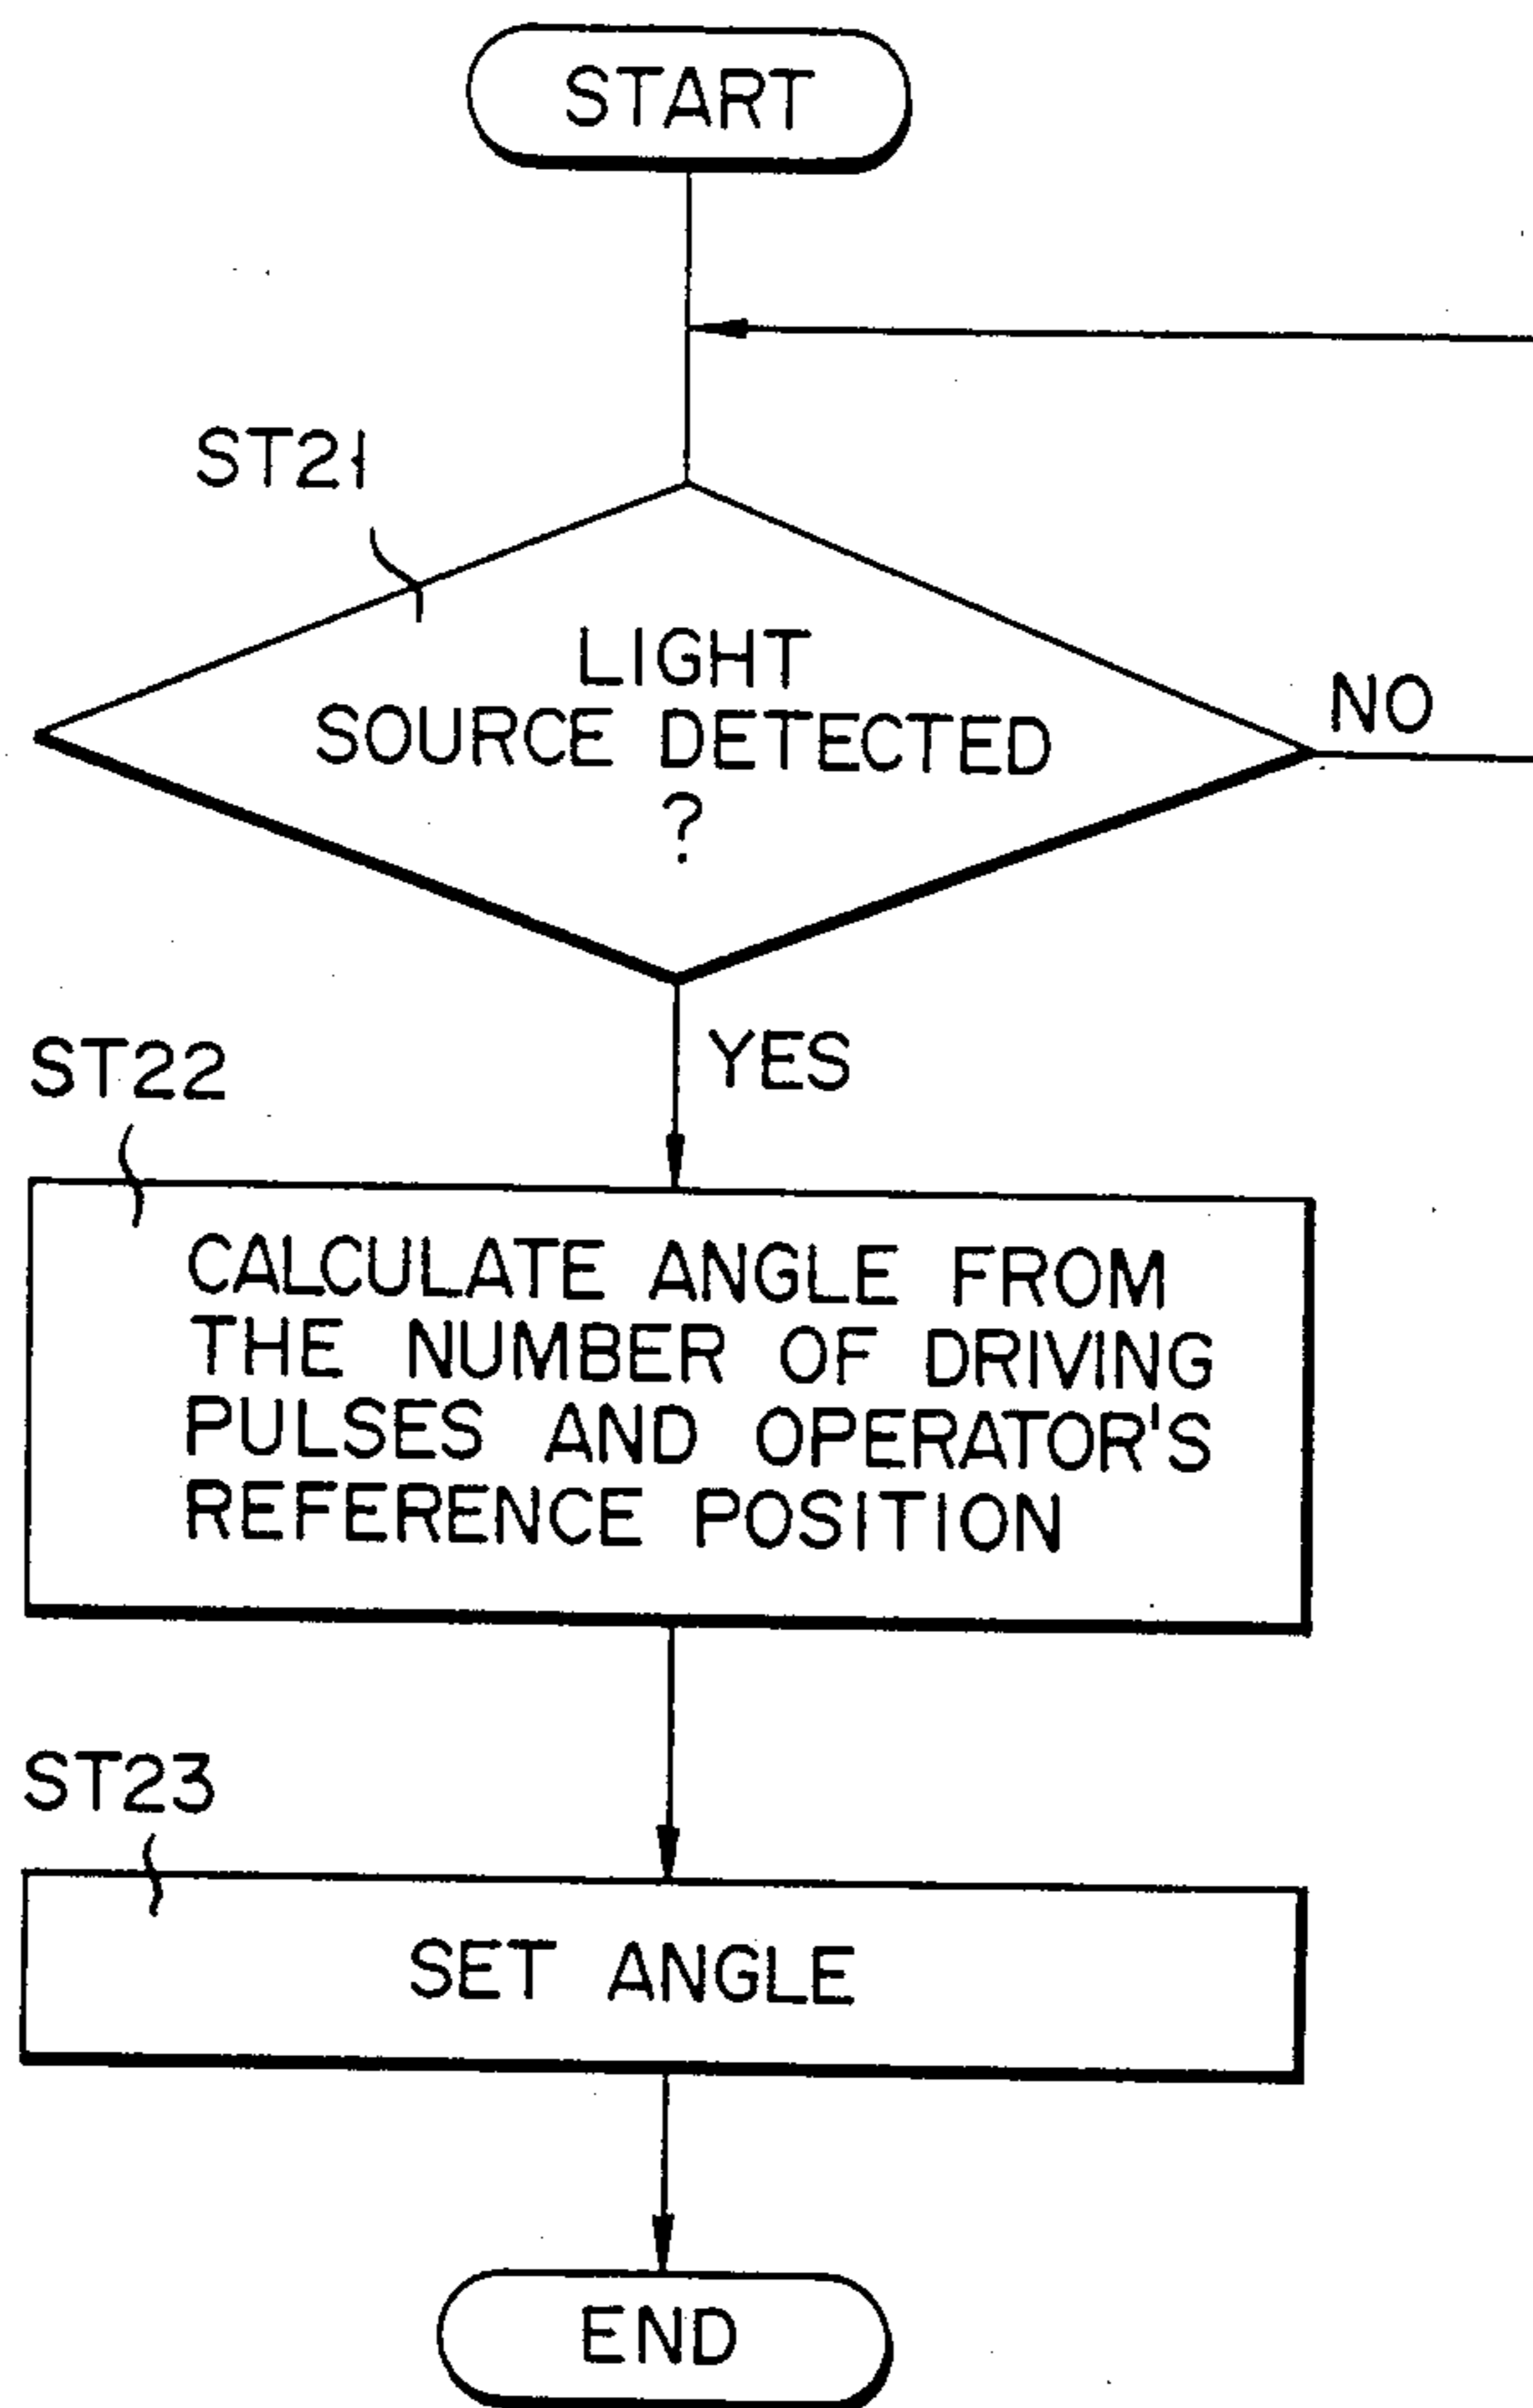 START
ST21
LIGHT
SOURCE DETECTED
?
NO
YES
ST22
CALCULATE ANGLE FROM
THE NUMBER OF DRIVING
PULSES AND OPERATOR'S
REFERENCE POSITION
ST23
SET ANGLE
END